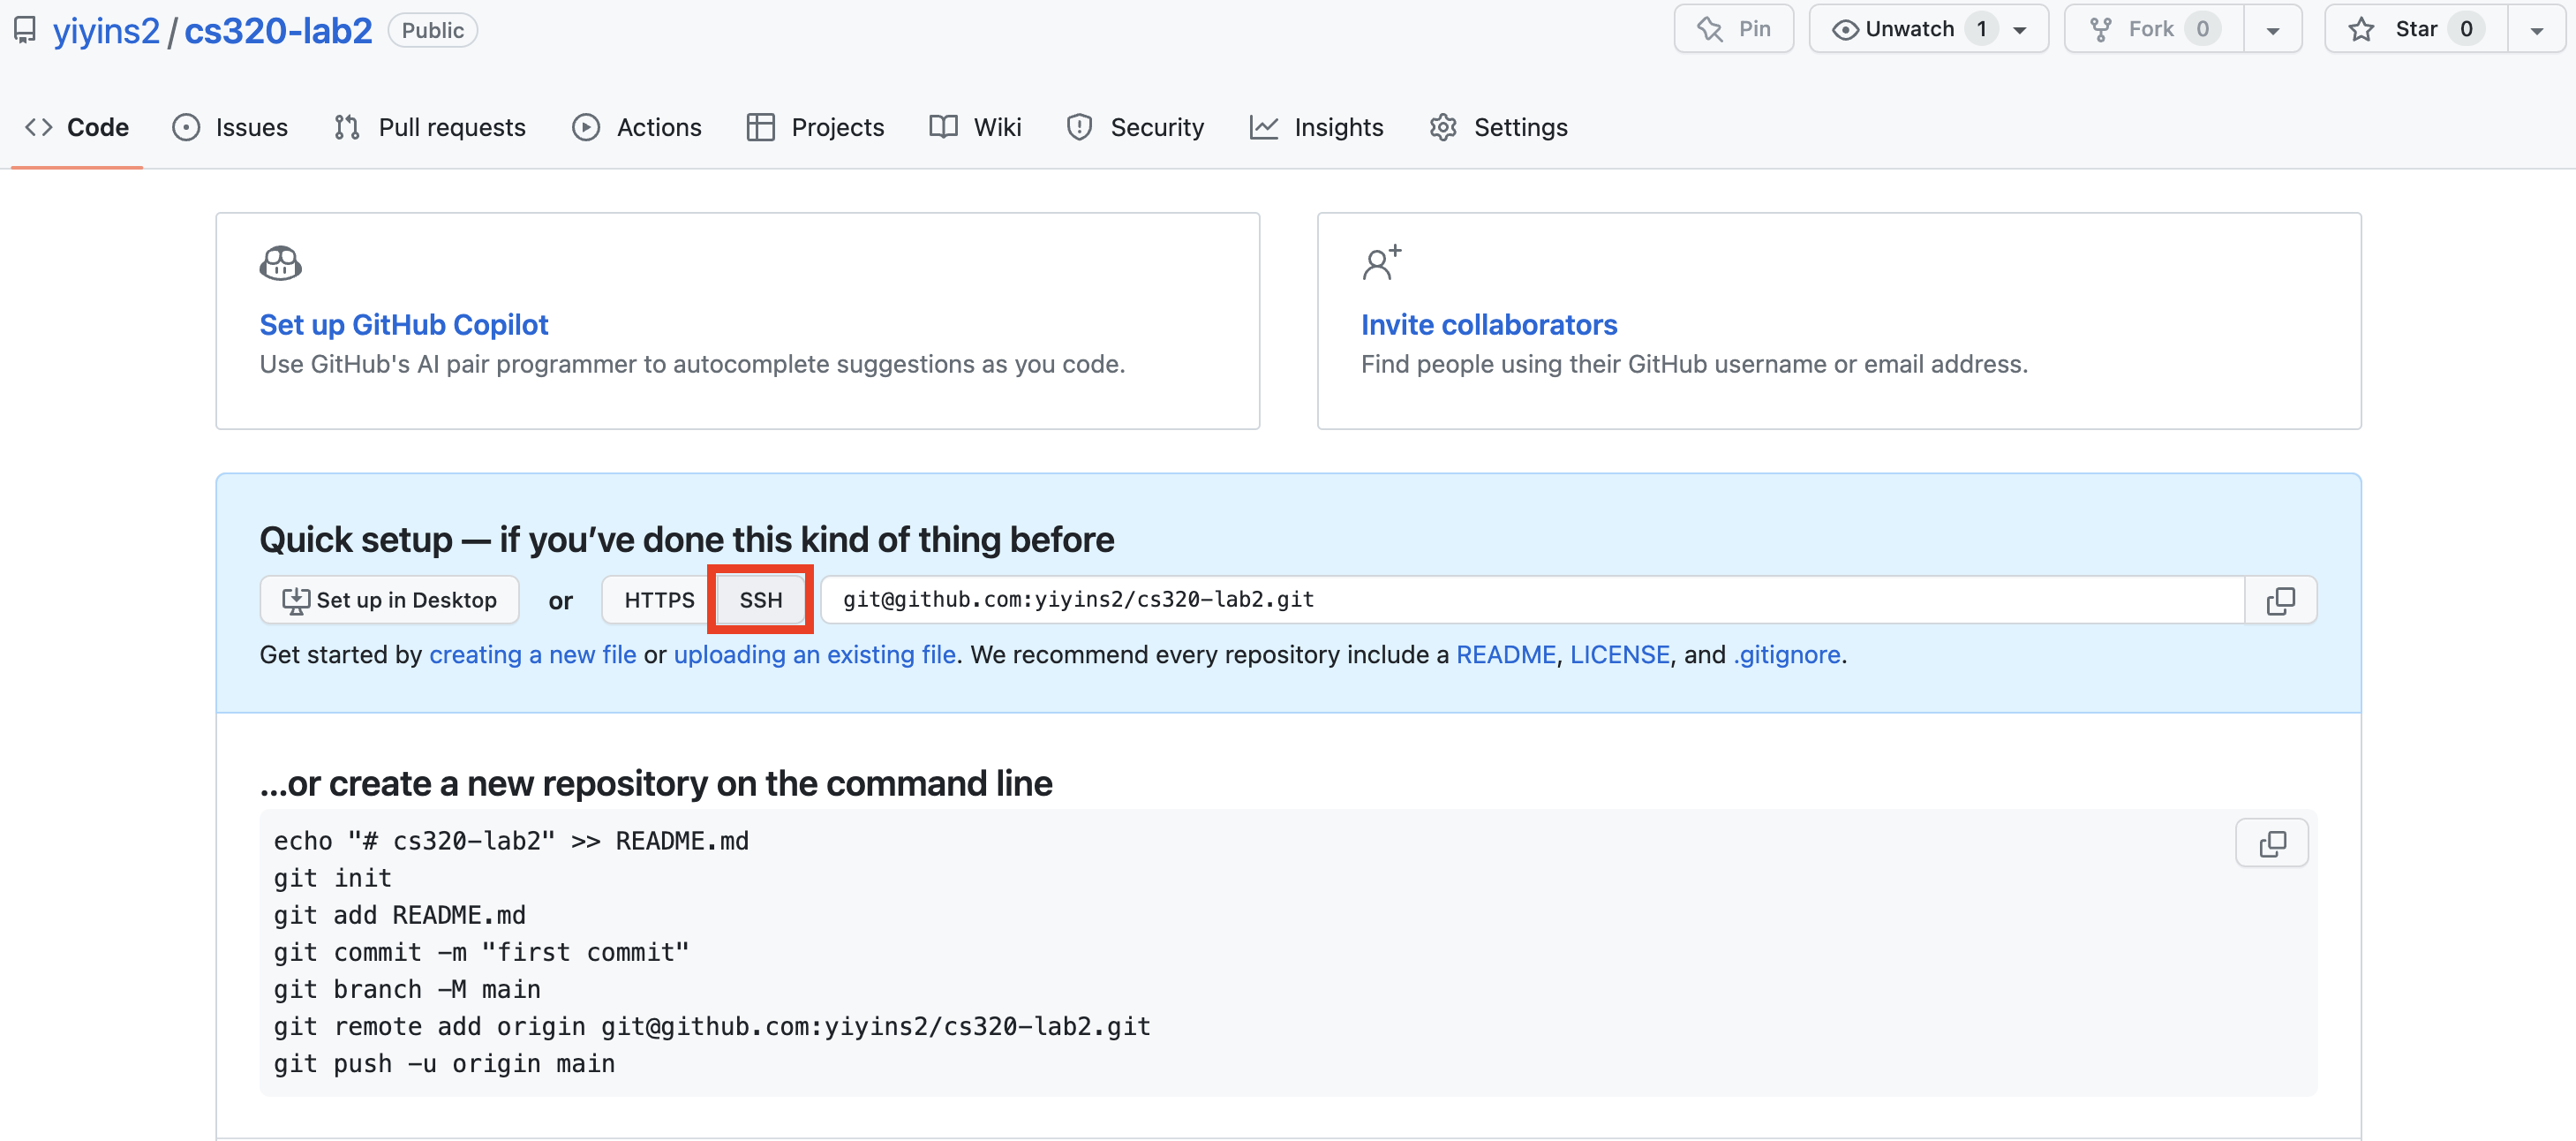 yiyins2 / cs320-lab2 Public Pin Unwatch 1 Fork 0 Star 0
Code Issues Pull requests Actions Projects Wiki Security Insights Settings
Set up GitHub Copilot
Use GitHub's AI pair programmer to autocomplete suggestions as you code.
Invite collaborators
Find people using their GitHub username or email address.
Quick setup — if you’ve done this kind of thing before
Set up in Desktop or HTTPS SSH git@github.com:yiyins2/cs320-lab2.git
Get started by creating a new file or uploading an existing file. We recommend every repository include a README, LICENSE, and .gitignore.
…or create a new repository on the command line
echo "# cs320-lab2" >> README.md
git init
git add README.md
git commit -m "first commit"
git branch -M main
git remote add origin git@github.com:yiyins2/cs320-lab2.git
git push -u origin main